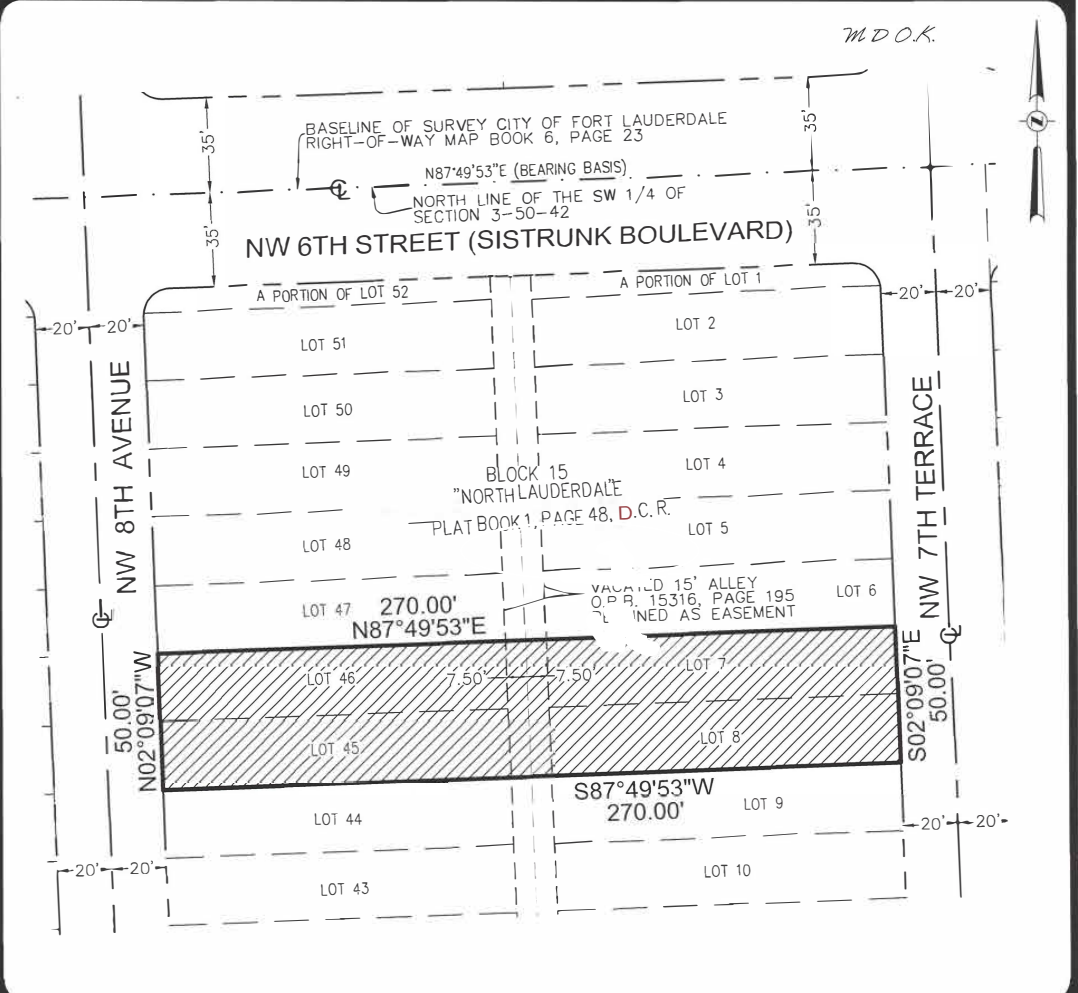 M D O.K.
BASELINE OF SURVEY CITY OF FORT LAUDERDALE
RIGHT-OF-WAY MAP BOOK 6, PAGE 23
35'
35'
N87°49'53"E (BEARING BASIS)
NORTH LINE OF THE SW 1/4 OF
SECTION 3-50-42
35'
35'
NW 6TH STREET (SISTRUNK BOULEVARD)
A PORTION OF LOT 52
A PORTION OF LOT 1
20'
20'
20'
20'
LOT 51
LOT 2
LOT 50
LOT 3
NW 8TH AVENUE
NW 7TH TERRACE
LOT 49
LOT 4
BLOCK 15
"NORTH LAUDERDALE"
PLAT BOOK 1, PAGE 48, D.C.R.
LOT 48
LOT 5
15' ALLEY
15316, PAGE 195
AS EASEMENT
LOT 6
LOT 47
270.00'
N87°49'53"E
LOT 46
7.50'
7.50'
LOT 7
50.00'
N02°09'07"W
S02°09'07"E
50.00'
LOT 45
LOT 8
S87°49'53"W
270.00'
LOT 44
LOT 9
20'
20'
20'
20'
LOT 43
LOT 10